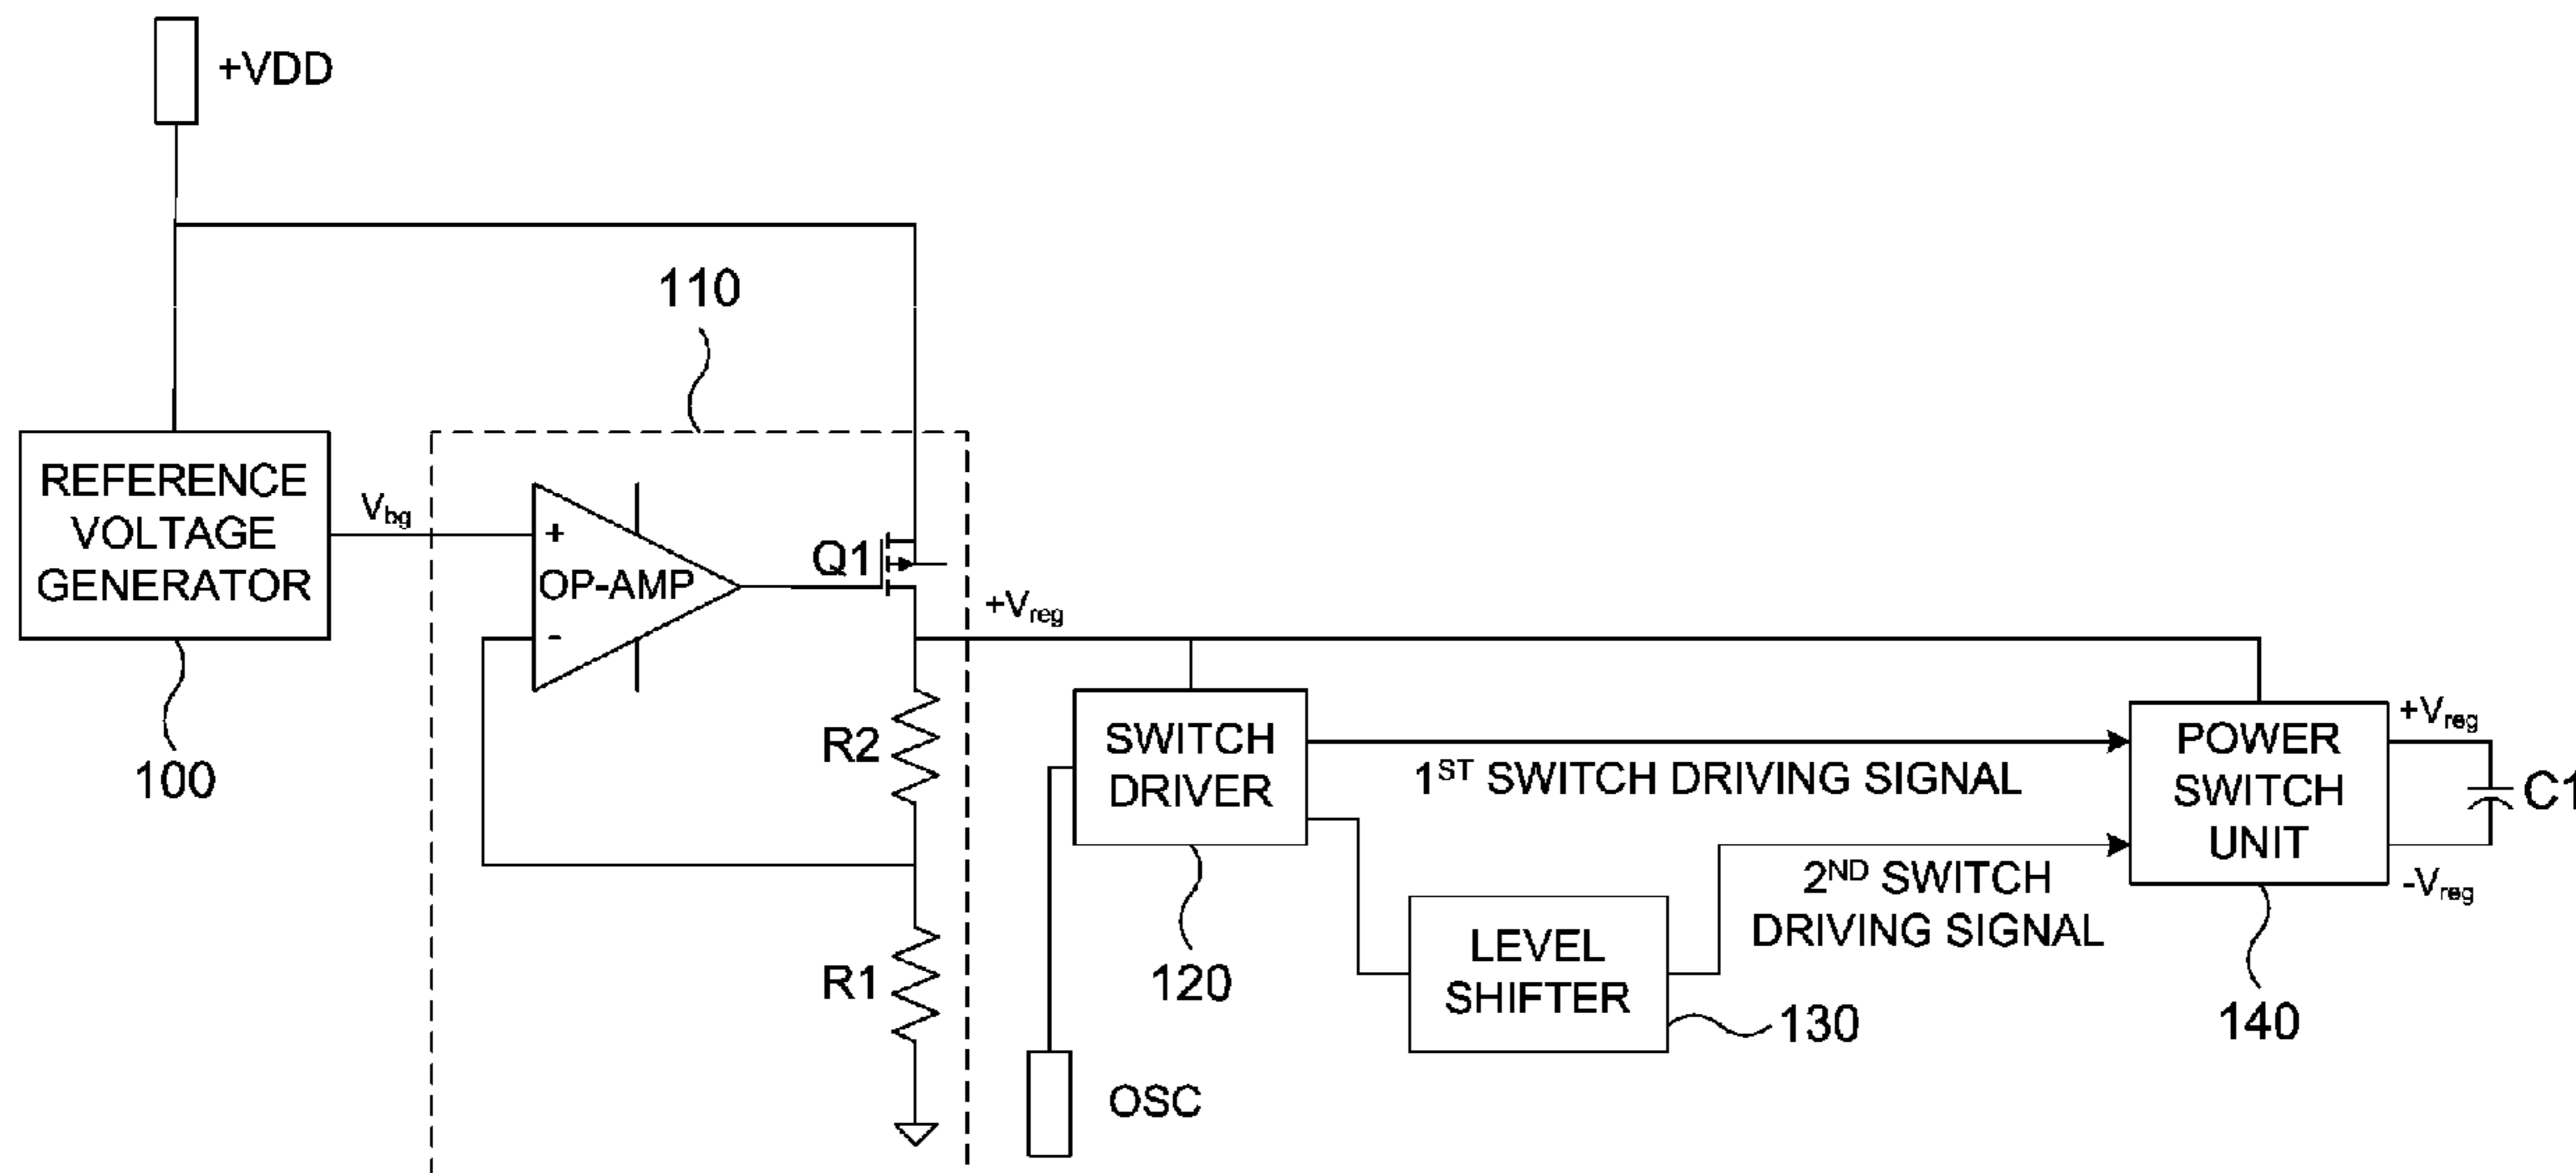 +VDD
110
REFERENCE
VOLTAGE
GENERATOR
Vbg
+
OP-AMP
-
Q1
+Vreg
100
R2
R1
SWITCH
DRIVER
120
OSC
1ST SWITCH DRIVING SIGNAL
2ND SWITCH
DRIVING SIGNAL
LEVEL
SHIFTER
130
POWER
SWITCH
UNIT
140
+Vreg
C1
-Vreg